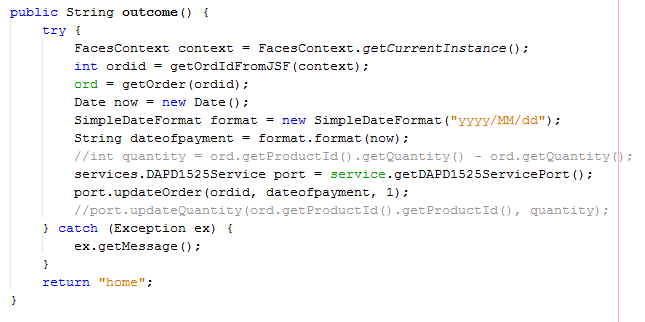 public String outcome() {
    try {
        FacesContext context = FacesContext.getCurrentInstance();
        int ordid = getOrdIdFromJSF(context);
        ord = getOrder(ordid);
        Date now = new Date();
        SimpleDateFormat format = new SimpleDateFormat("yyyy/MM/dd");
        String dateofpayment = format.format(now);
        //int quantity = ord.getProductId().getQuantity() - ord.getQuantity();
        services.DAPD1525Service port = service.getDAPD1525ServicePort();
        port.updateOrder(ordid, dateofpayment, 1);
        //port.updateQuantity(ord.getProductId().getProductId(), quantity);
    } catch (Exception ex) {
        ex.getMessage();
    }
    return "home";
}